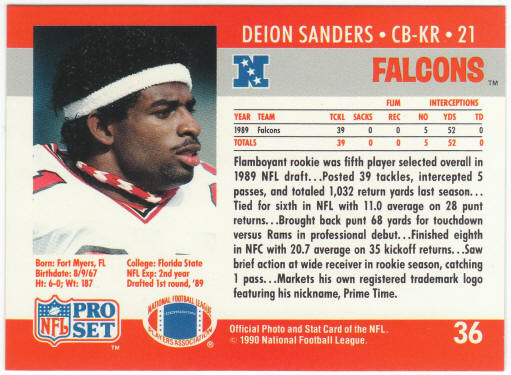 DEION SANDERS • CB-KR • 21
N
FALCONS™
FUM INTERCEPTIONS
YEAR TEAM TCKL SACKS REC NO YDS TD
1989 Falcons 39 0 0 5 52 0
TOTALS 39 0 0 5 52 0
Flamboyant rookie was fifth player selected overall in
1989 NFL draft...Posted 39 tackles, intercepted 5
passes, and totaled 1,032 return yards last season...
Tied for sixth in NFL with 11.0 average on 28 punt
returns...Brought back punt 68 yards for touchdown
versus Rams in professional debut...Finished eighth
in NFC with 20.7 average on 35 kickoff returns...Saw
brief action at wide receiver in rookie season, catching
1 pass...Markets his own registered trademark logo
featuring his nickname, Prime Time.
Born: Fort Myers, FL
Birthdate: 8/9/67
Ht: 6-0; Wt: 187
College: Florida State
NFL Exp: 2nd year
Drafted 1st round, '89
NFL
PRO
SET
™
NATIONAL FOOTBALL LEAGUE
PLAYERS ASSOCIATION
Official Photo and Stat Card of the NFL.
© 1990 National Football League.
36